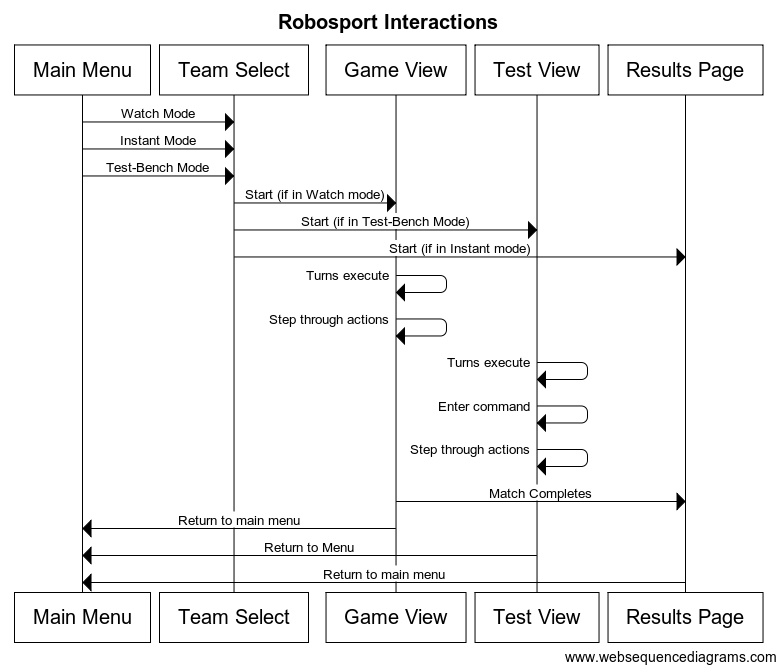 Robosport Interactions
Main Menu
Team Select
Game View
Test View
Results Page
Watch Mode
Instant Mode
Test-Bench Mode
Start (if in Watch mode)
Start (if in Test-Bench Mode)
Start (if in Instant mode)
Turns execute
Step through actions
Turns execute
Enter command
Step through actions
Match Completes
Return to main menu
Return to Menu
Return to main menu
Main Menu
Team Select
Game View
Test View
Results Page
www.websequencediagrams.com